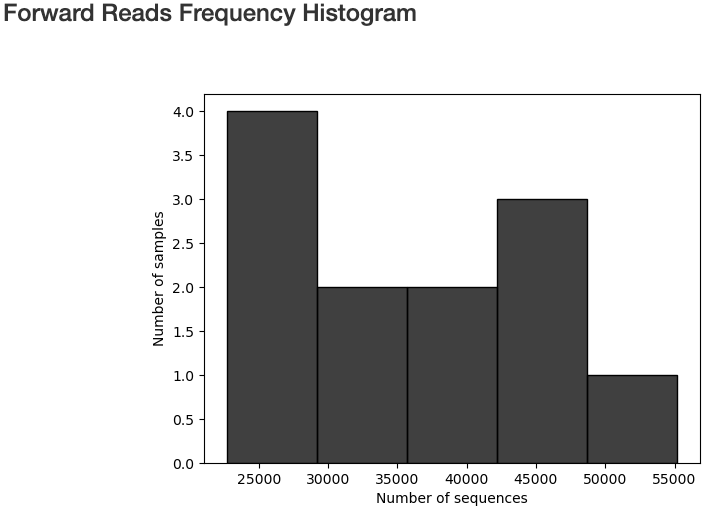 Forward Reads Frequency Histogram
4.0
3.5
3.0
2.5
2.0
1.5
1.0
0.5
0.0
Number of samples
25000 30000 35000 40000 45000 50000 55000
Number of sequences